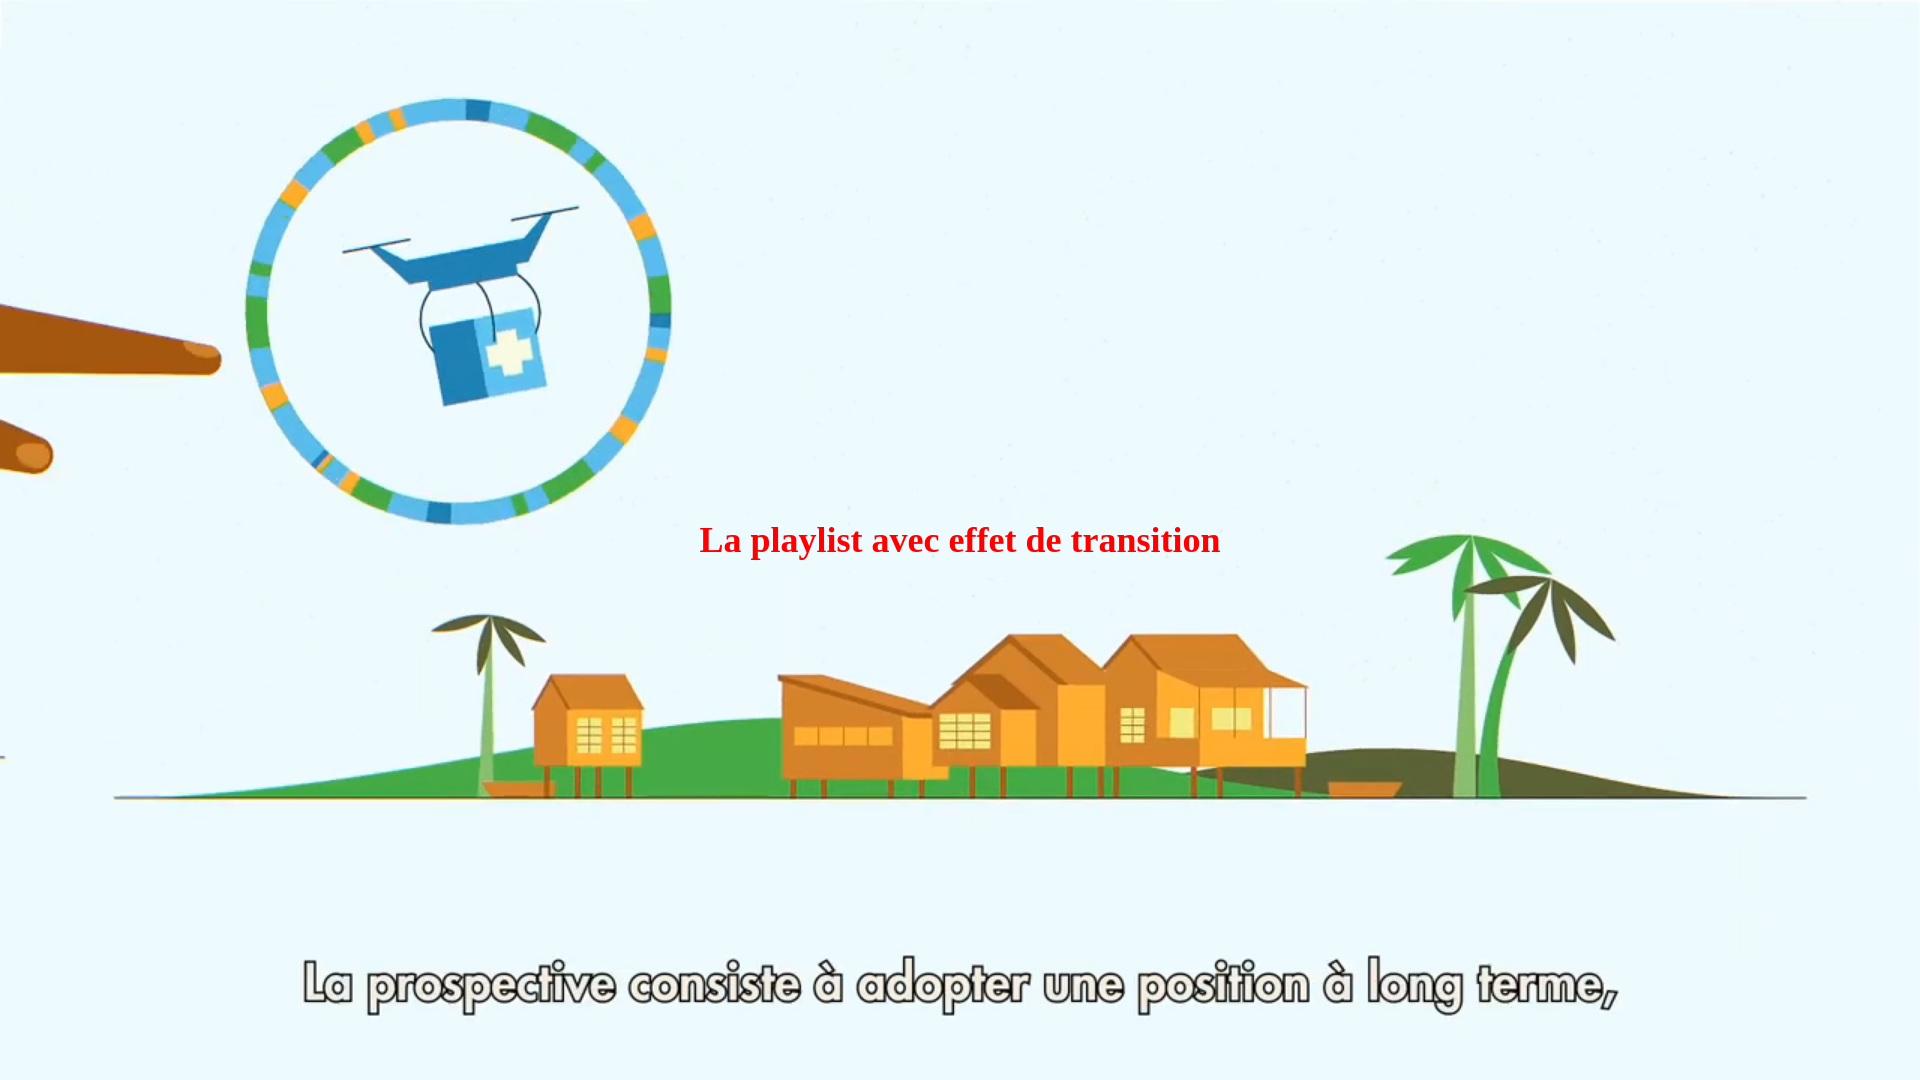 La playlist avec effet de transition
La prospective consiste à adopter une position à long terme,